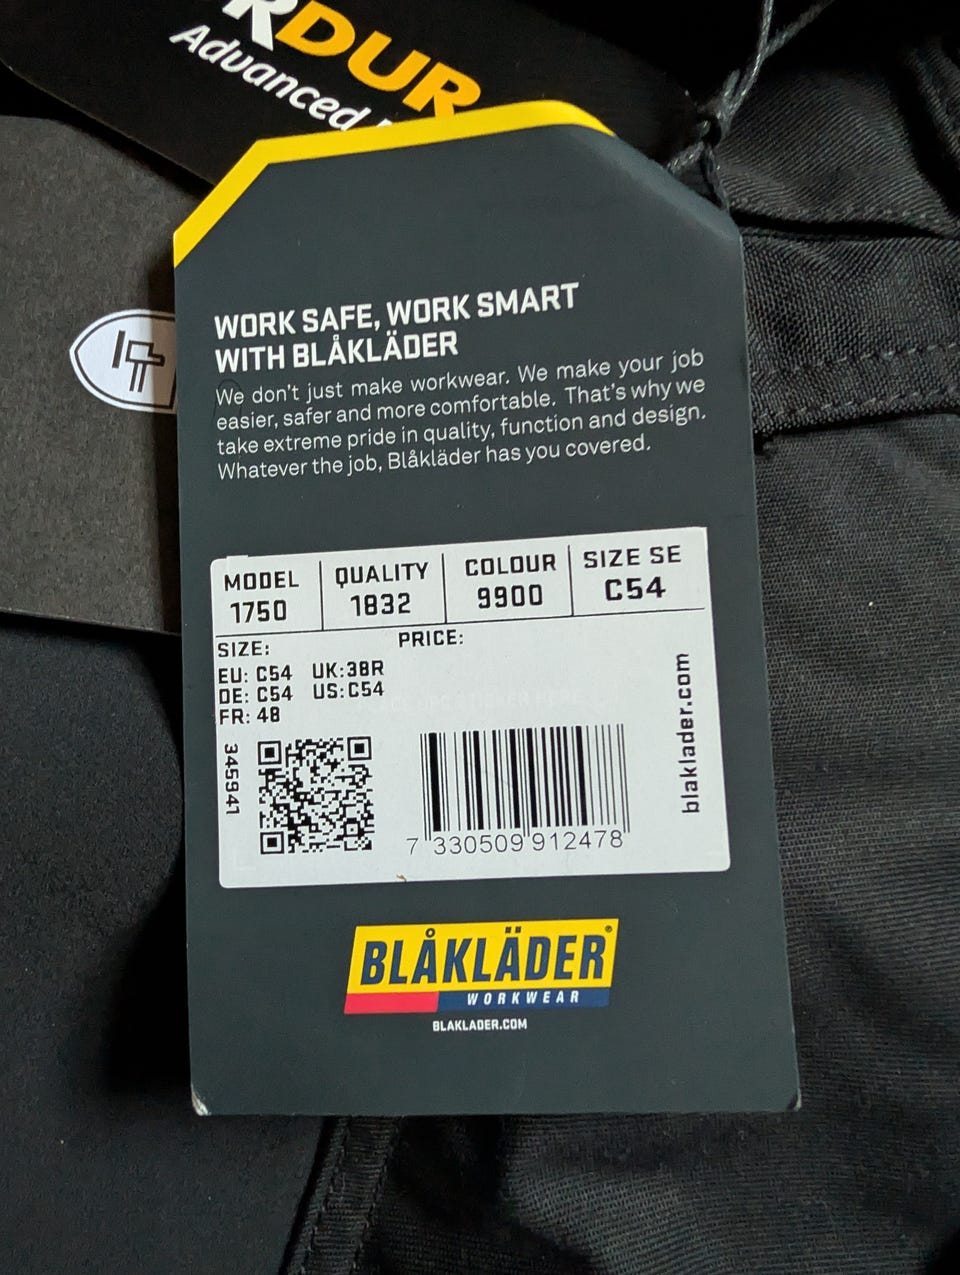 DUR
Advanced
WORK SAFE, WORK SMART
WITH BLÅKLÄDER
We don't just make workwear. We make your job
easier, safer and more comfortable. That's why we
take extreme pride in quality, function and design.
Whatever the job, Blåkläder has you covered.
MODEL QUALITY COLOUR SIZE SE
1750 1832 9900 C54
SIZE: PRICE:
EU: C54 UK:38R
DE: C54 US:C54
FR: 48
345941
blaklader.com
7 330509 912478
BLÅKLÄDER®
WORKWEAR
BLAKLADER.COM